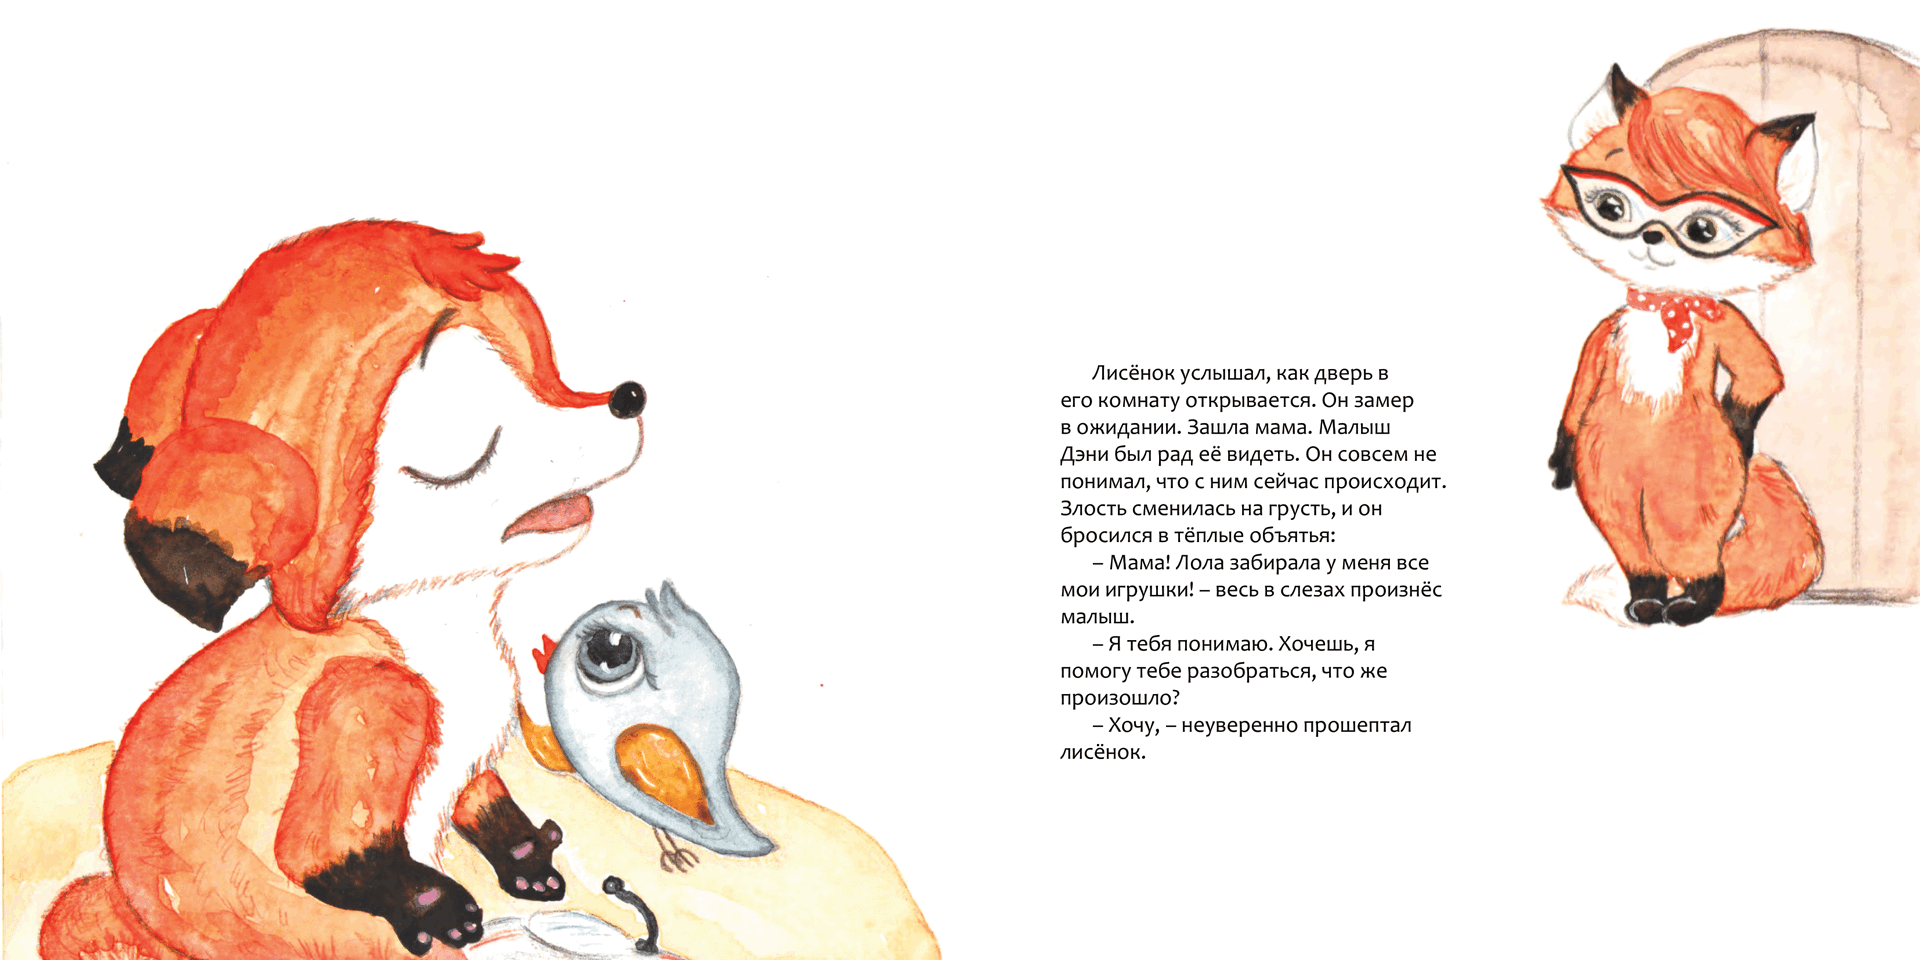 Лисёнок услышал, как дверь в
его комнату открывается. Он замер
в ожидании. Зашла мама. Малыш
Дэни был рад её видеть. Он совсем не
понимал, что с ним сейчас происходит.
Злость сменилась на грусть, и он
бросился в тёплые объятья:
– Мама! Лола забирала у меня все
мои игрушки! – весь в слезах произнёс
малыш.
– Я тебя понимаю. Хочешь, я
помогу тебе разобраться, что же
произошло?
– Хочу, – неуверенно прошептал
лисёнок.